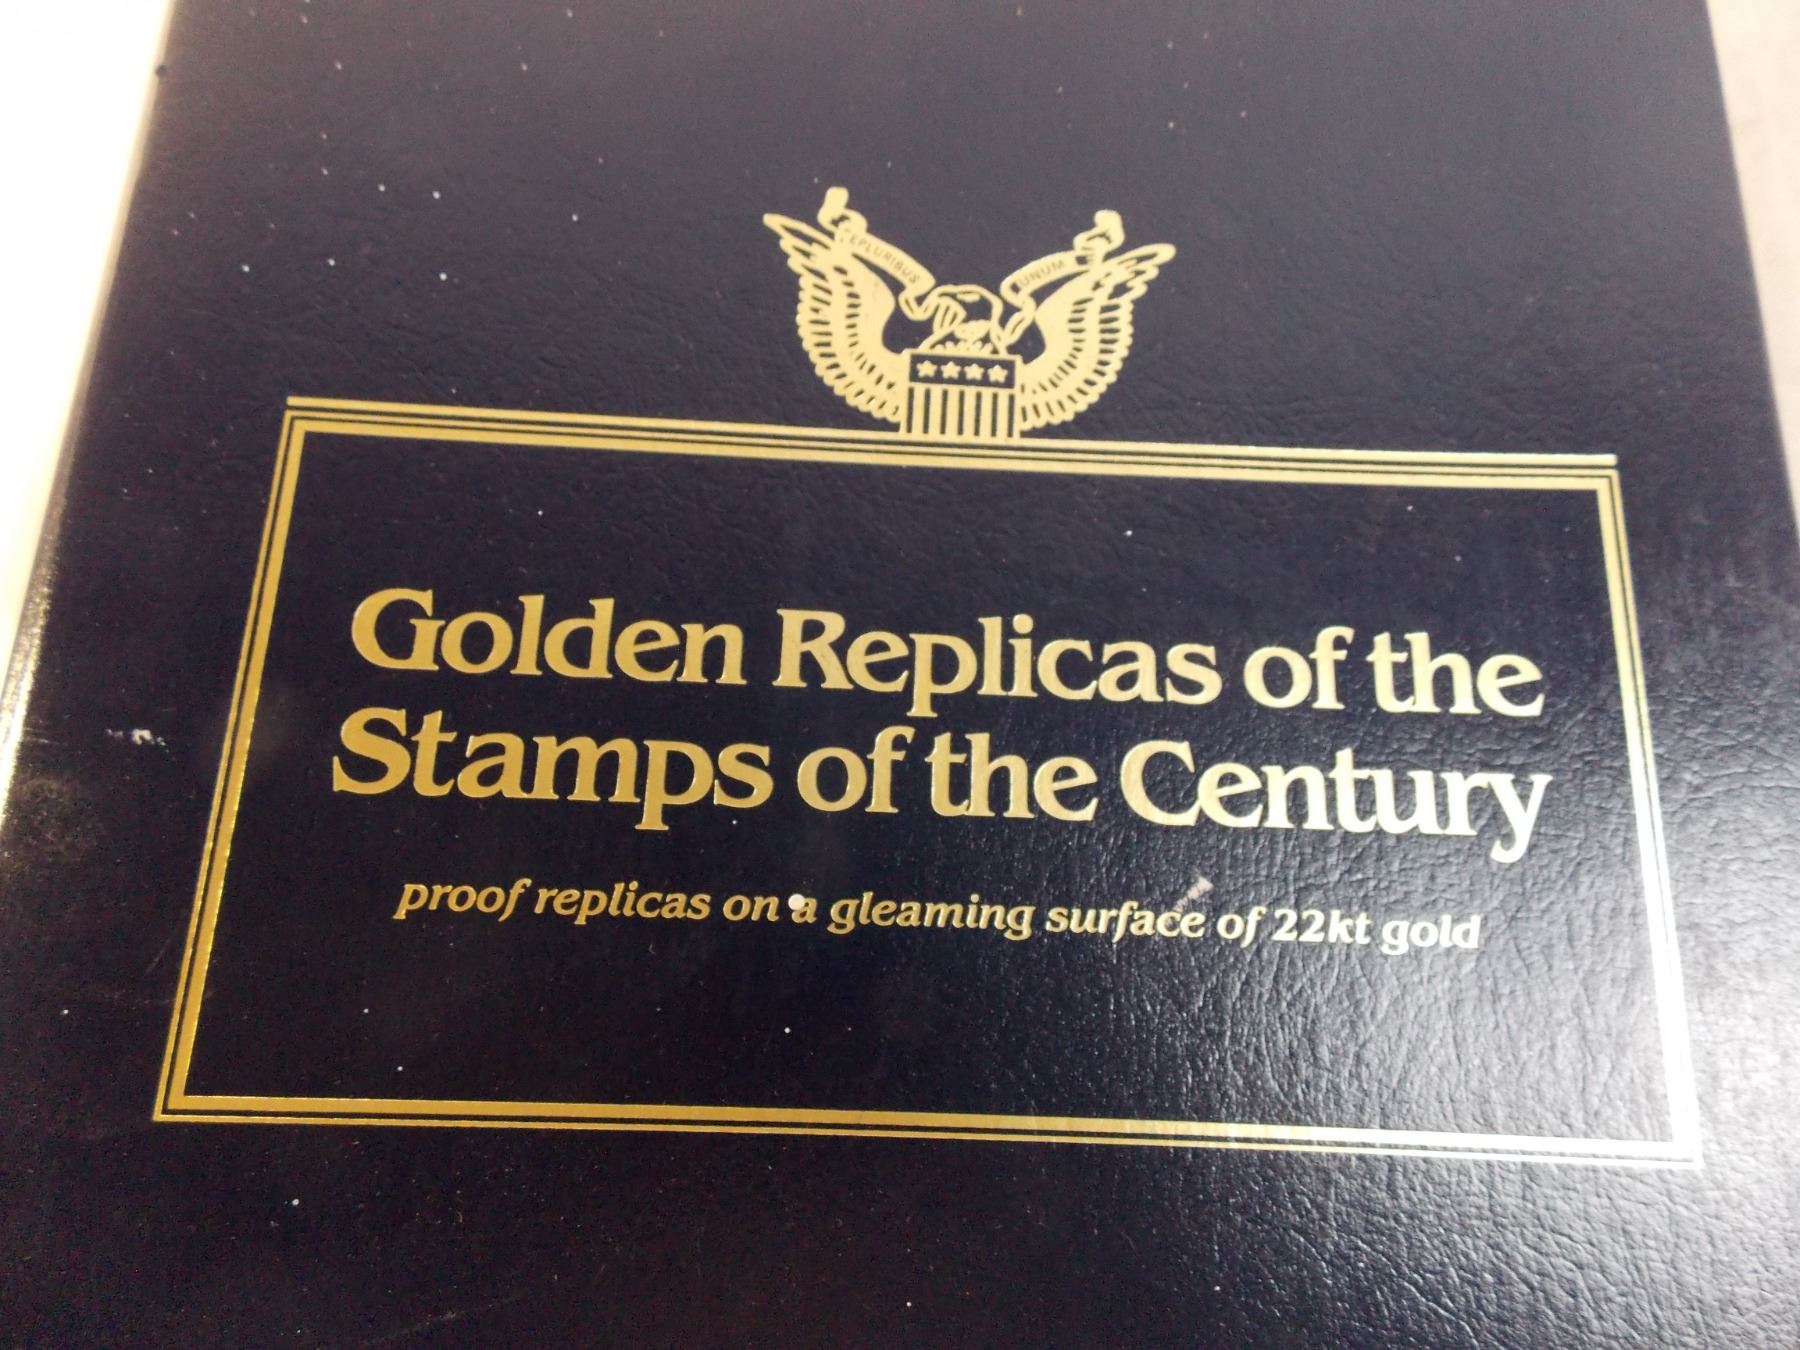 E PLURIBUS UNUM
Golden Replicas of the
Stamps of the Century
proof replicas on a gleaming surface of 22kt gold